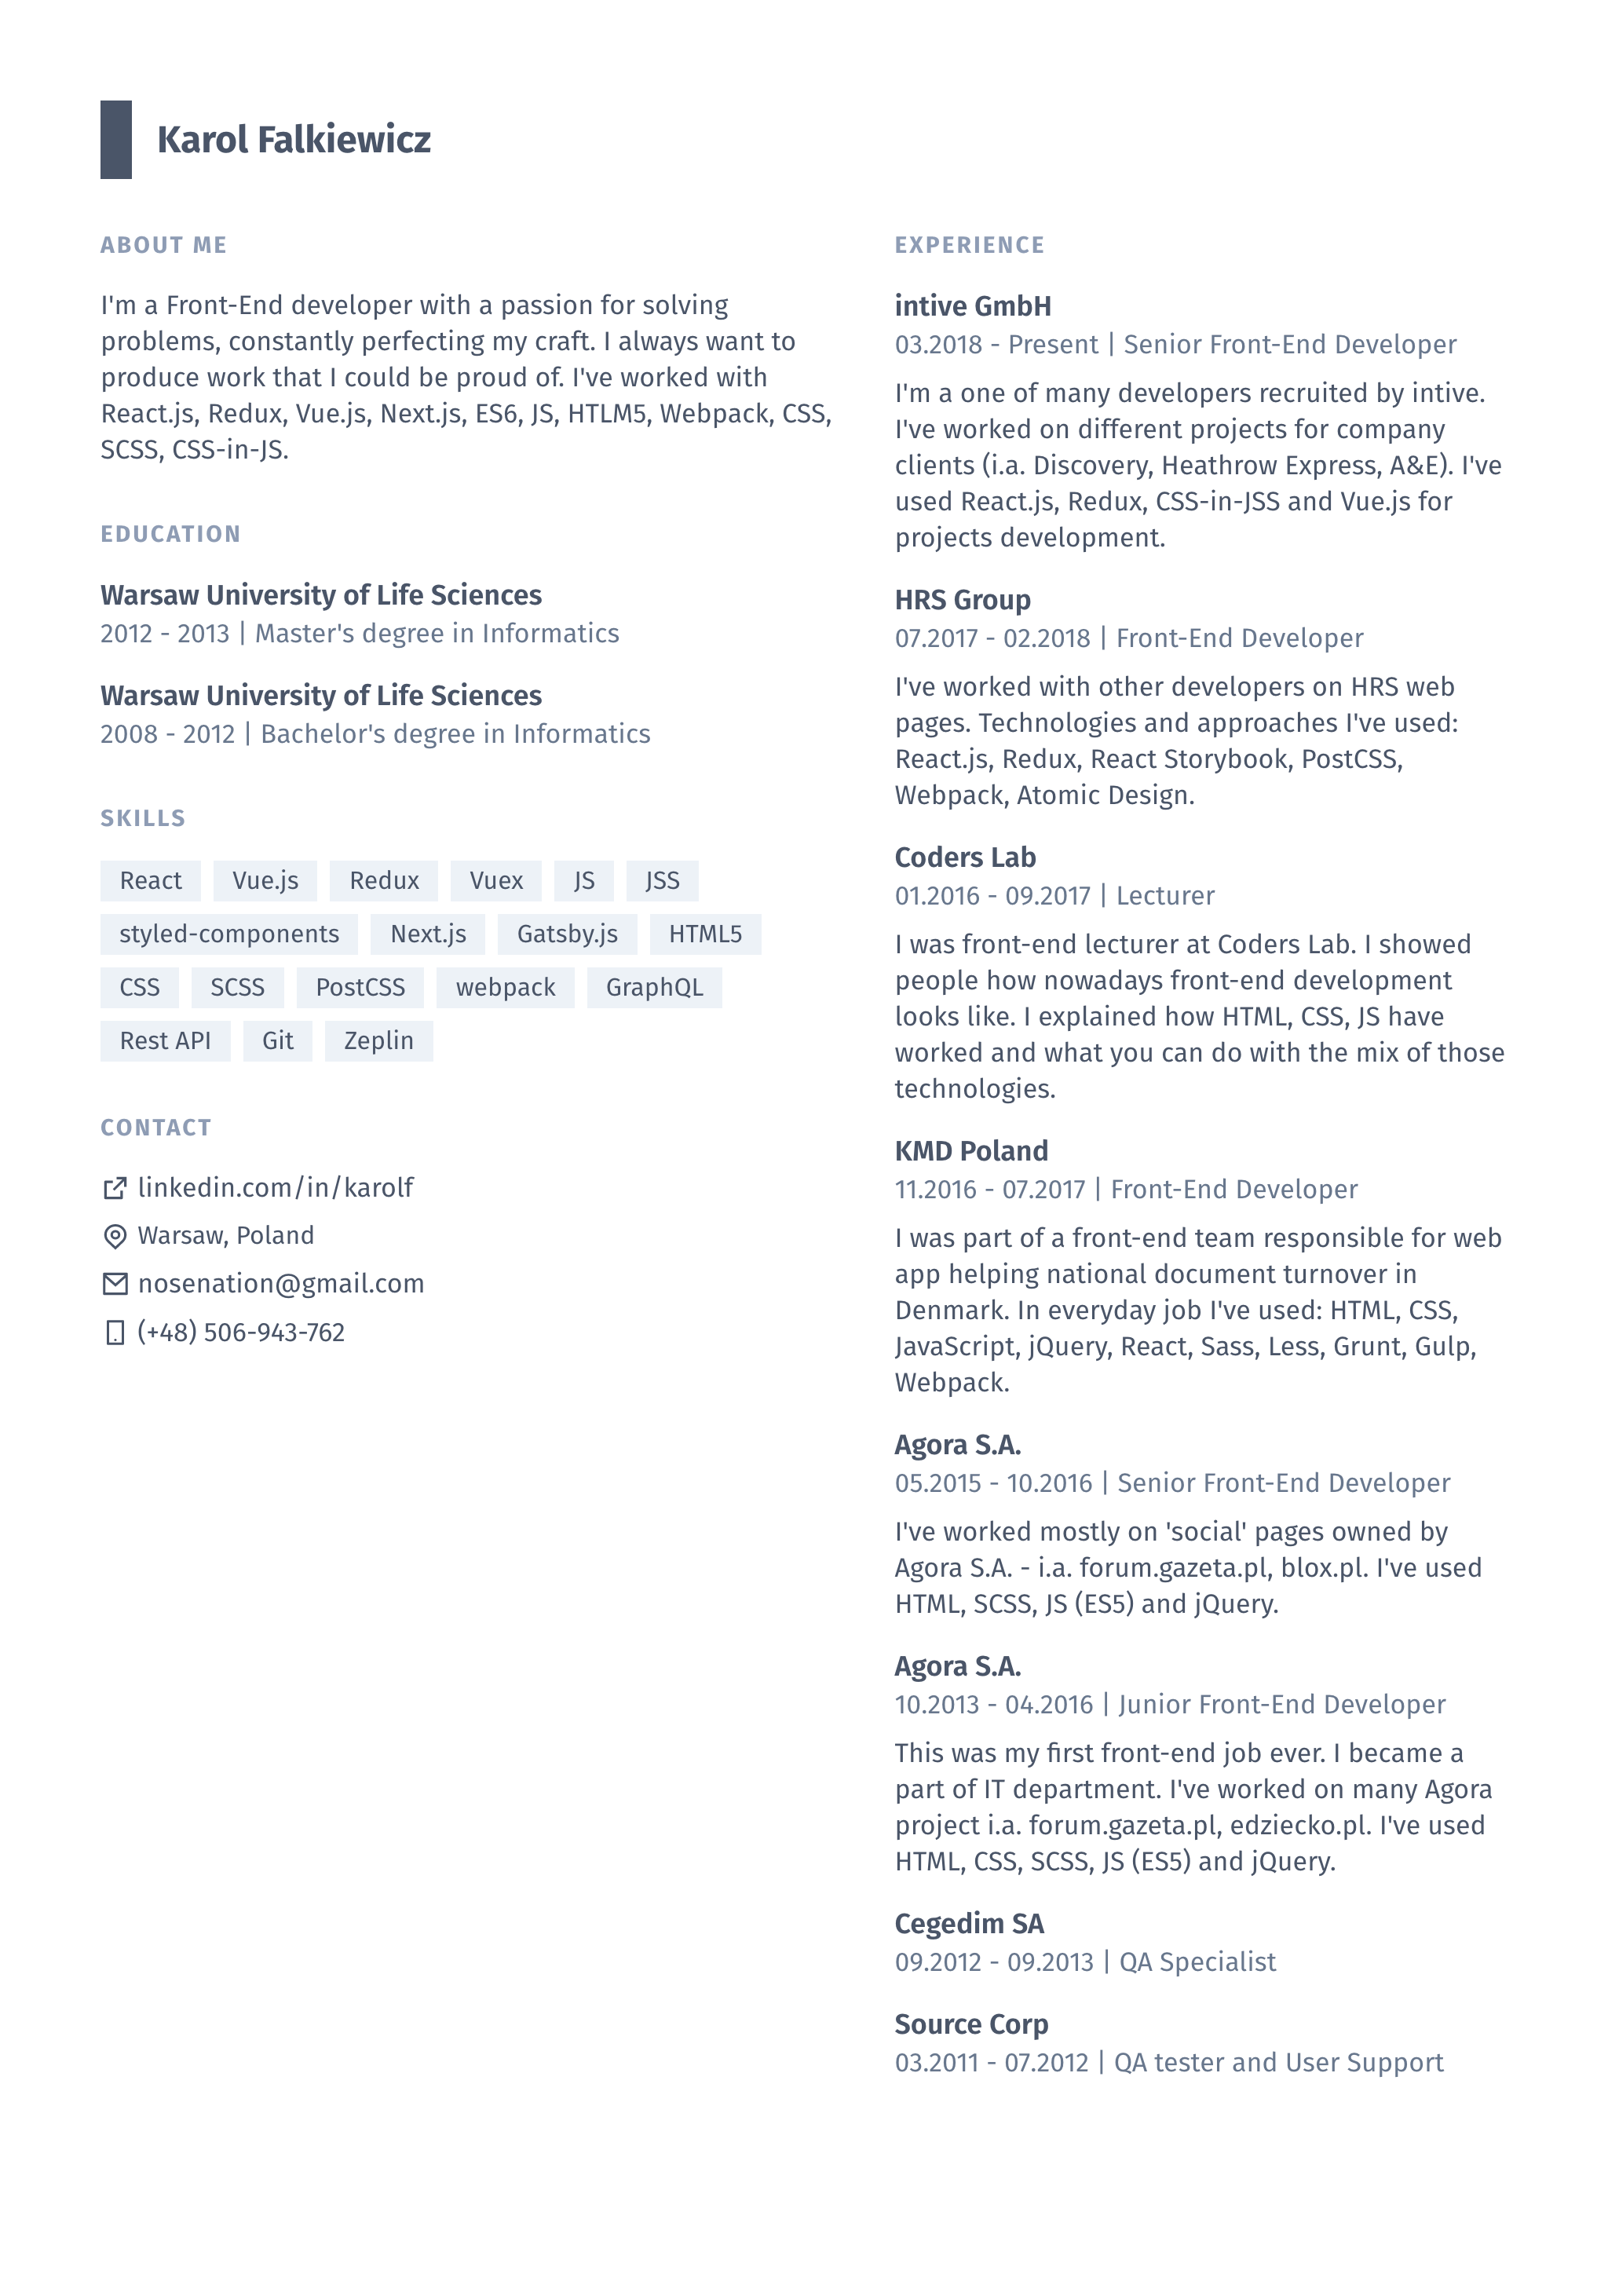 Karol Falkiewicz
ABOUT ME
I'm a Front-End developer with a passion for solving
problems, constantly perfecting my craft. I always want to
produce work that I could be proud of. I've worked with
React.js, Redux, Vue.js, Next.js, ES6, JS, HTLM5, Webpack, CSS,
SCSS, CSS-in-JS.
EDUCATION
Warsaw University of Life Sciences
2012 - 2013 | Master's degree in Informatics
Warsaw University of Life Sciences
2008 - 2012 | Bachelor's degree in Informatics
SKILLS
React Vue.js Redux Vuex JS JSS
styled-components Next.js Gatsby.js HTML5
CSS SCSS PostCSS webpack GraphQL
Rest API Git Zeplin
CONTACT
linkedin.com/in/karolf
Warsaw, Poland
nosenation@gmail.com
(+48) 506-943-762
EXPERIENCE
intive GmbH
03.2018 - Present | Senior Front-End Developer
I'm a one of many developers recruited by intive.
I've worked on different projects for company
clients (i.a. Discovery, Heathrow Express, A&E). I've
used React.js, Redux, CSS-in-JSS and Vue.js for
projects development.
HRS Group
07.2017 - 02.2018 | Front-End Developer
I've worked with other developers on HRS web
pages. Technologies and approaches I've used:
React.js, Redux, React Storybook, PostCSS,
Webpack, Atomic Design.
Coders Lab
01.2016 - 09.2017 | Lecturer
I was front-end lecturer at Coders Lab. I showed
people how nowadays front-end development
looks like. I explained how HTML, CSS, JS have
worked and what you can do with the mix of those
technologies.
KMD Poland
11.2016 - 07.2017 | Front-End Developer
I was part of a front-end team responsible for web
app helping national document turnover in
Denmark. In everyday job I've used: HTML, CSS,
JavaScript, jQuery, React, Sass, Less, Grunt, Gulp,
Webpack.
Agora S.A.
05.2015 - 10.2016 | Senior Front-End Developer
I've worked mostly on 'social' pages owned by
Agora S.A. - i.a. forum.gazeta.pl, blox.pl. I've used
HTML, SCSS, JS (ES5) and jQuery.
Agora S.A.
10.2013 - 04.2016 | Junior Front-End Developer
This was my first front-end job ever. I became a
part of IT department. I've worked on many Agora
project i.a. forum.gazeta.pl, edziecko.pl. I've used
HTML, CSS, SCSS, JS (ES5) and jQuery.
Cegedim SA
09.2012 - 09.2013 | QA Specialist
Source Corp
03.2011 - 07.2012 | QA tester and User Support